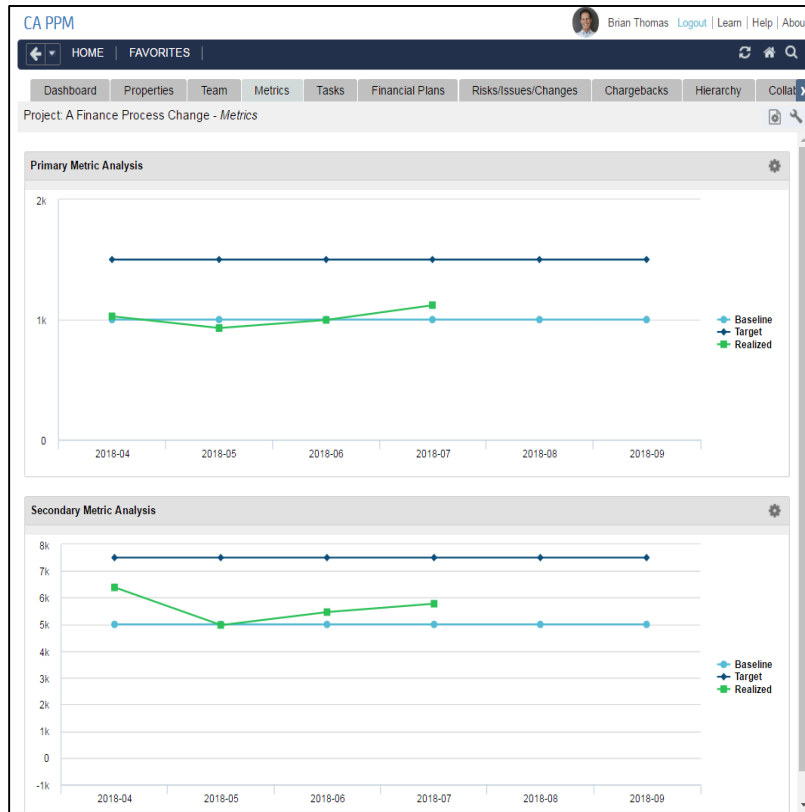 CA PPM
Brian Thomas Logout | Learn | Help | Abou
HOME | FAVORITES |
Dashboard Properties Team Metrics Tasks Financial Plans Risks/Issues/Changes Chargebacks Hierarchy Collab
Project: A Finance Process Change - Metrics
Primary Metric Analysis
2k
1k
0
2018-04 2018-05 2018-06 2018-07 2018-08 2018-09
Baseline
Target
Realized
Secondary Metric Analysis
8k
7k
6k
5k
4k
3k
2k
1k
0
-1k
2018-04 2018-05 2018-06 2018-07 2018-08 2018-09
Baseline
Target
Realized